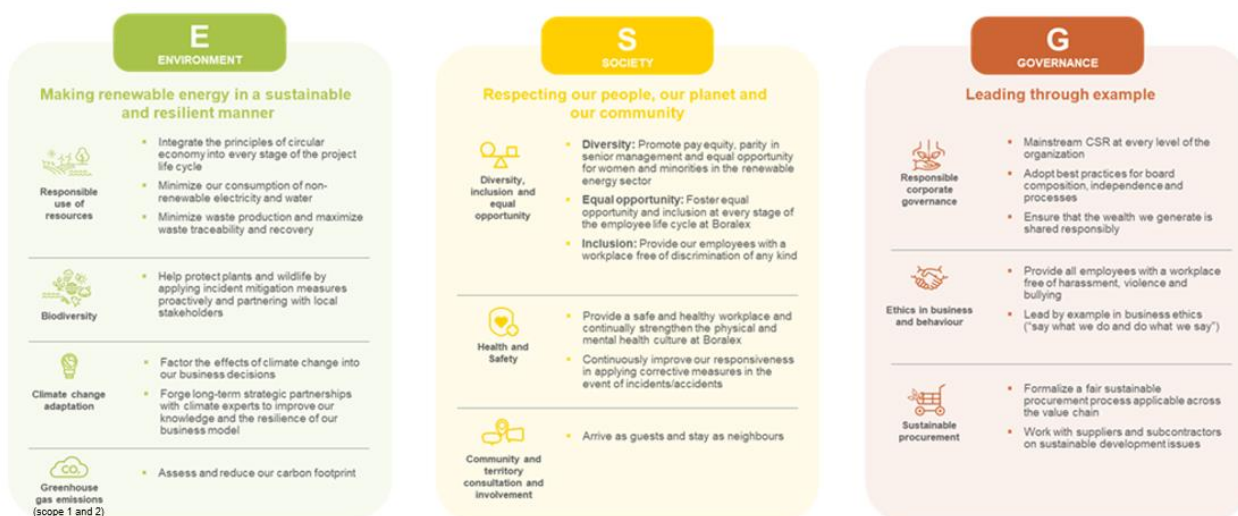 E
ENVIRONMENT
Making renewable energy in a sustainable
and resilient manner
Responsible
use of
resources
▪ Integrate the principles of circular
economy into every stage of the project
life cycle
▪ Minimize our consumption of non-
renewable electricity and water
▪ Minimize waste production and maximize
waste traceability and recovery
Biodiversity
▪ Help protect plants and wildlife by
applying incident mitigation measures
proactively and partnering with local
stakeholders
Climate change
adaptation
▪ Factor the effects of climate change into
our business decisions
▪ Forge long-term strategic partnerships
with climate experts to improve our
knowledge and the resilience of our
business model
CO₂
Greenhouse
gas emissions
(scope 1 and 2)
▪ Assess and reduce our carbon footprint
S
SOCIETY
Respecting our people, our planet and
our community
Diversity,
inclusion and
equal
opportunity
▪ Diversity: Promote pay equity, parity in
senior management and equal opportunity
for women and minorities in the renewable
energy sector
▪ Equal opportunity: Foster equal
opportunity and inclusion at every stage of
the employee life cycle at Boralex
▪ Inclusion: Provide our employees with a
workplace free of discrimination of any kind
Health and
Safety
▪ Provide a safe and healthy workplace and
continually strengthen the physical and
mental health culture at Boralex
▪ Continuously improve our responsiveness
in applying corrective measures in the
event of incidents/accidents
Community and
territory
consultation and
involvement
▪ Arrive as guests and stay as neighbours
G
GOVERNANCE
Leading through example
Responsible
corporate
governance
▪ Mainstream CSR at every level of the
organization
▪ Adopt best practices for board
composition, independence and
processes
▪ Ensure that the wealth we generate is
shared responsibly
Ethics in business
and behaviour
▪ Provide all employees with a workplace
free of harassment, violence and
bullying
▪ Lead by example in business ethics
("say what we do and do what we say")
Sustainable
procurement
▪ Formalize a fair sustainable
procurement process applicable across
the value chain
▪ Work with suppliers and subcontractors
on sustainable development issues